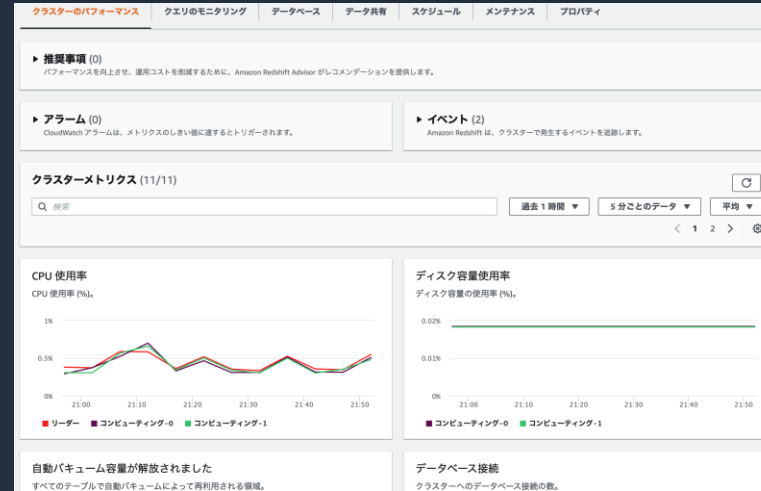 クラスターのパフォーマンス クエリのモニタリング データベース データ共有 スケジュール メンテナンス プロパティ
推奨事項 (0)
パフォーマンスを向上させ、運用コストを削減するために、Amazon Redshift Advisor がレコメンデーションを提供します。
アラーム (0)
CloudWatch アラームは、メトリクスのしきい値に達するとトリガーされます。
イベント (2)
Amazon Redshift は、クラスターで発生するイベントを追跡します。
クラスターメトリクス (11/11)
検索
過去 1 時間
5 分ごとのデータ
平均
1 2
CPU 使用率
CPU 使用率 (%)。
1%
0.5%
0%
21:00 21:10 21:20 21:30 21:40 21:50
リーダー コンピューティング-0 コンピューティング-1
ディスク容量使用率
ディスク容量の使用率 (%)。
0.02%
0.01%
0%
21:00 21:10 21:20 21:30 21:40 21:50
コンピューティング-0 コンピューティング-1
自動バキューム容量が解放されました
すべてのテーブルで自動バキュームによって再利用される領域。
データベース接続
クラスターへのデータベース接続の数。